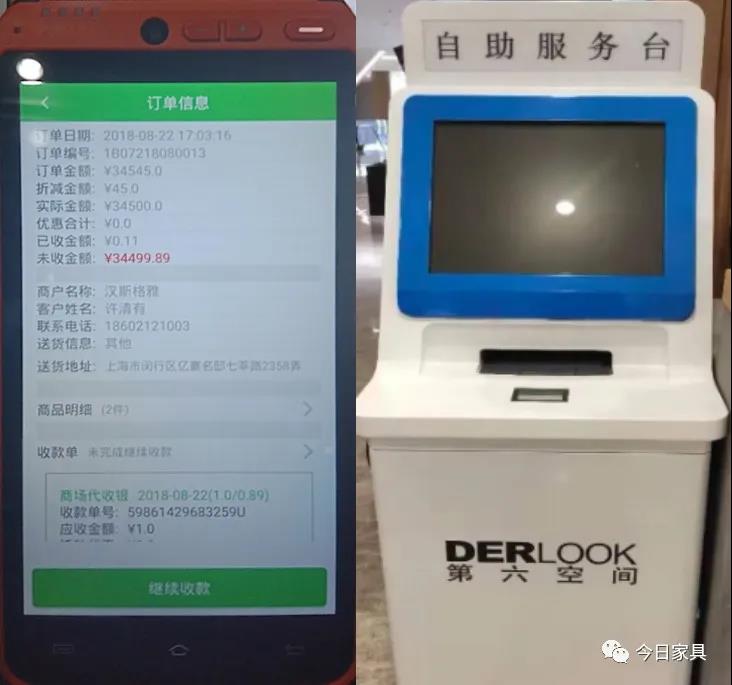 订单信息
订单日期: 2018-08-22 17:03:16
订单编号: 1B07218080013
订单金额: ¥34545.0
折减金额: ¥45.0
实际金额: ¥34500.0
优惠合计: ¥0.0
已收金额: ¥0.11
未收金额: ¥34499.89
商户名称: 汉斯格雅
客户姓名: 许清有
联系电话: 18602121003
送货信息: 其他
送货地址: 上海市闵行区亿豪名邸七莘路2358弄
商品明细 (2件)
收款单 未完成继续收款
商场代收银 2018-08-22(1.0/0.89)
收款单号: 59861429683259U
应收金额: ¥1.0
继续收款
自助服务台
DERLOOK
第六空间
今日家具